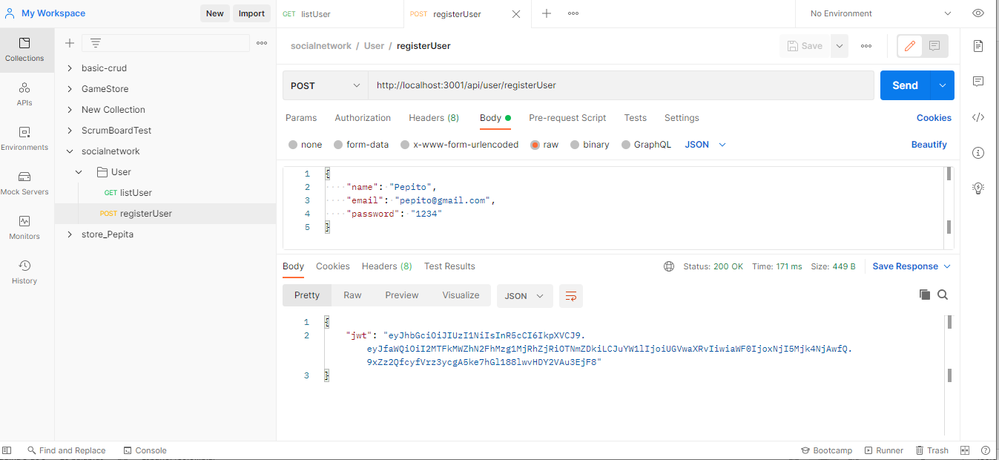 My Workspace
New
Import
GET listUser
POST registerUser
No Environment
Collections
APIs
Environments
Mock Servers
Monitors
History
basic-crud
GameStore
New Collection
ScrumBoardTest
socialnetwork
User
GET listUser
POST registerUser
store_Pepita
socialnetwork / User / registerUser
Save
POST
http://localhost:3001/api/user/registerUser
Send
Params
Authorization
Headers (8)
Body
Pre-request Script
Tests
Settings
Cookies
none
form-data
x-www-form-urlencoded
raw
binary
GraphQL
JSON
Beautify
1 {
2 "name": "Pepito",
3 "email": "pepito@gmail.com",
4 "password": "1234"
5 }
Body
Cookies
Headers (8)
Test Results
Status: 200 OK
Time: 171 ms
Size: 449 B
Save Response
Pretty
Raw
Preview
Visualize
JSON
1 {
2 "jwt": "eyJhbGciOiJIUzI1NiIsInR5cCI6IkpXVCJ9.
eyJfaWQiOiI2MTFkMWZhN2FhMzg1MjRhZjRiOTNmZDkiLCJuYW1lIjoiUGVwaXRvIiwiaWF0IjoxNjI5Mjk4NjAwfQ.
9xZz2QfcyfVrz3ycgA5ke7hGl188lwvHDY2VAu3EjF8"
3 }
Find and Replace
Console
Bootcamp
Runner
Trash